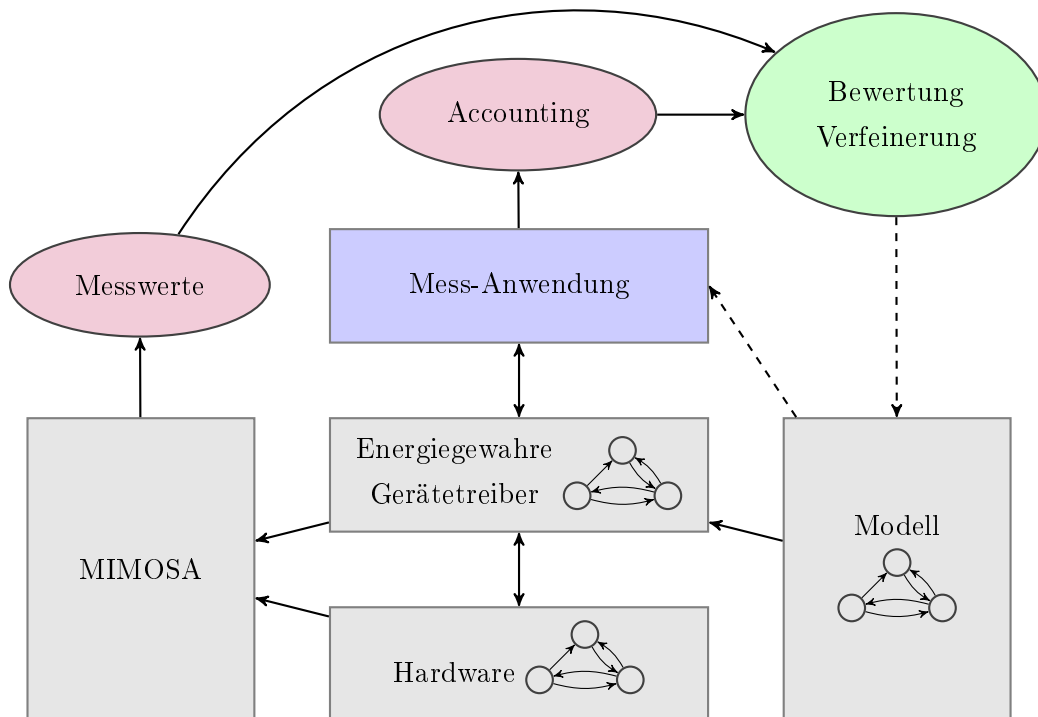 Bewertung
Verfeinerung
Accounting
Messwerte
Mess-Anwendung
Energiegewahre
Gerätetreiber
Modell
MIMOSA
Hardware